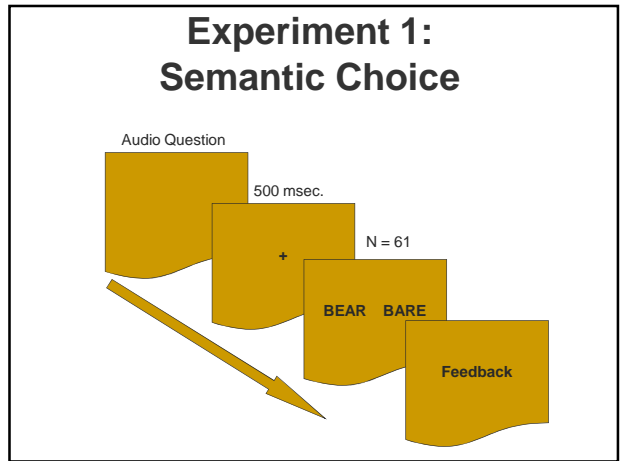 Experiment 1:
Semantic Choice
Audio Question
500 msec.
+
N = 61
BEAR BARE
Feedback